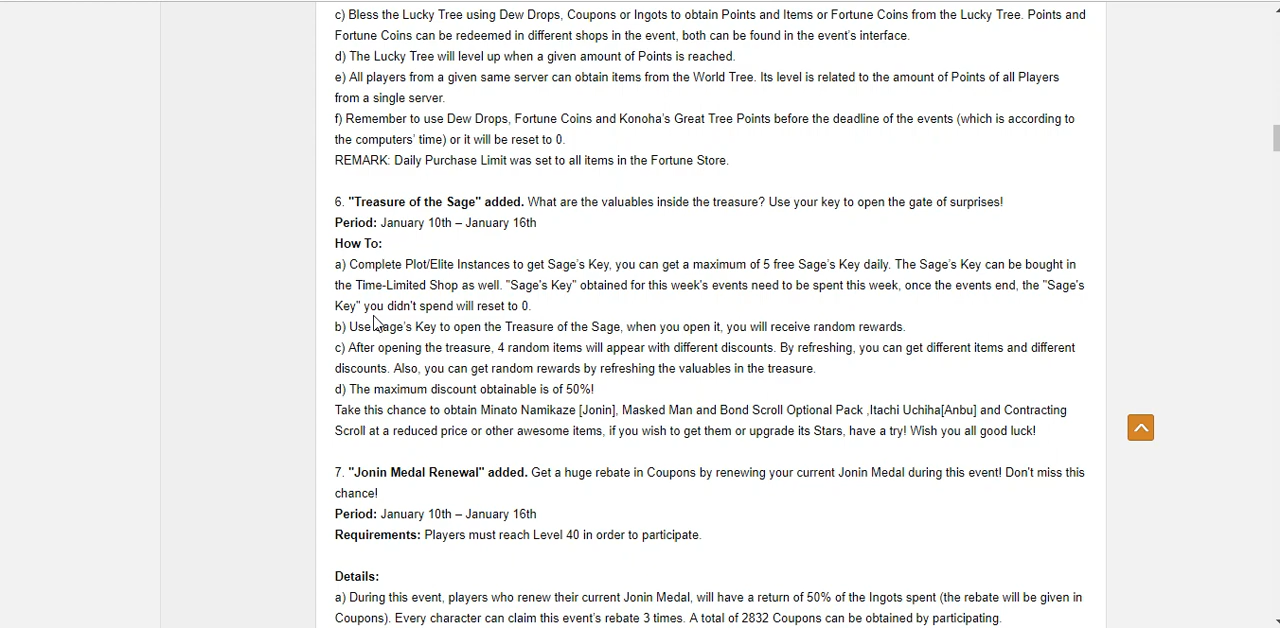 c) Bless the Lucky Tree using Dew Drops, Coupons or Ingots to obtain Points and Items or Fortune Coins from the Lucky Tree. Points and
Fortune Coins can be redeemed in different shops in the event, both can be found in the event's interface.
d) The Lucky Tree will level up when a given amount of Points is reached.
e) All players from a given same server can obtain items from the World Tree. Its level is related to the amount of Points of all Players
from a single server.
f) Remember to use Dew Drops, Fortune Coins and Konoha's Great Tree Points before the deadline of the events (which is according to
the computers' time) or it will be reset to 0.
REMARK: Daily Purchase Limit was set to all items in the Fortune Store.
6. "Treasure of the Sage" added. What are the valuables inside the treasure? Use your key to open the gate of surprises!
Period: January 10th – January 16th
How To:
a) Complete Plot/Elite Instances to get Sage's Key, you can get a maximum of 5 free Sage's Key daily. The Sage's Key can be bought in
the Time-Limited Shop as well. "Sage's Key" obtained for this week's events need to be spent this week, once the events end, the "Sage's
Key" you didn't spend will reset to 0.
b) Use Sage's Key to open the Treasure of the Sage, when you open it, you will receive random rewards.
c) After opening the treasure, 4 random items will appear with different discounts. By refreshing, you can get different items and different
discounts. Also, you can get random rewards by refreshing the valuables in the treasure.
d) The maximum discount obtainable is of 50%!
Take this chance to obtain Minato Namikaze [Jonin], Masked Man and Bond Scroll Optional Pack ,Itachi Uchiha[Anbu] and Contracting
Scroll at a reduced price or other awesome items, if you wish to get them or upgrade its Stars, have a try! Wish you all good luck!
7. "Jonin Medal Renewal" added. Get a huge rebate in Coupons by renewing your current Jonin Medal during this event! Don't miss this
chance!
Period: January 10th – January 16th
Requirements: Players must reach Level 40 in order to participate.
Details:
a) During this event, players who renew their current Jonin Medal, will have a return of 50% of the Ingots spent (the rebate will be given in
Coupons). Every character can claim this event's rebate 3 times. A total of 2832 Coupons can be obtained by participating.